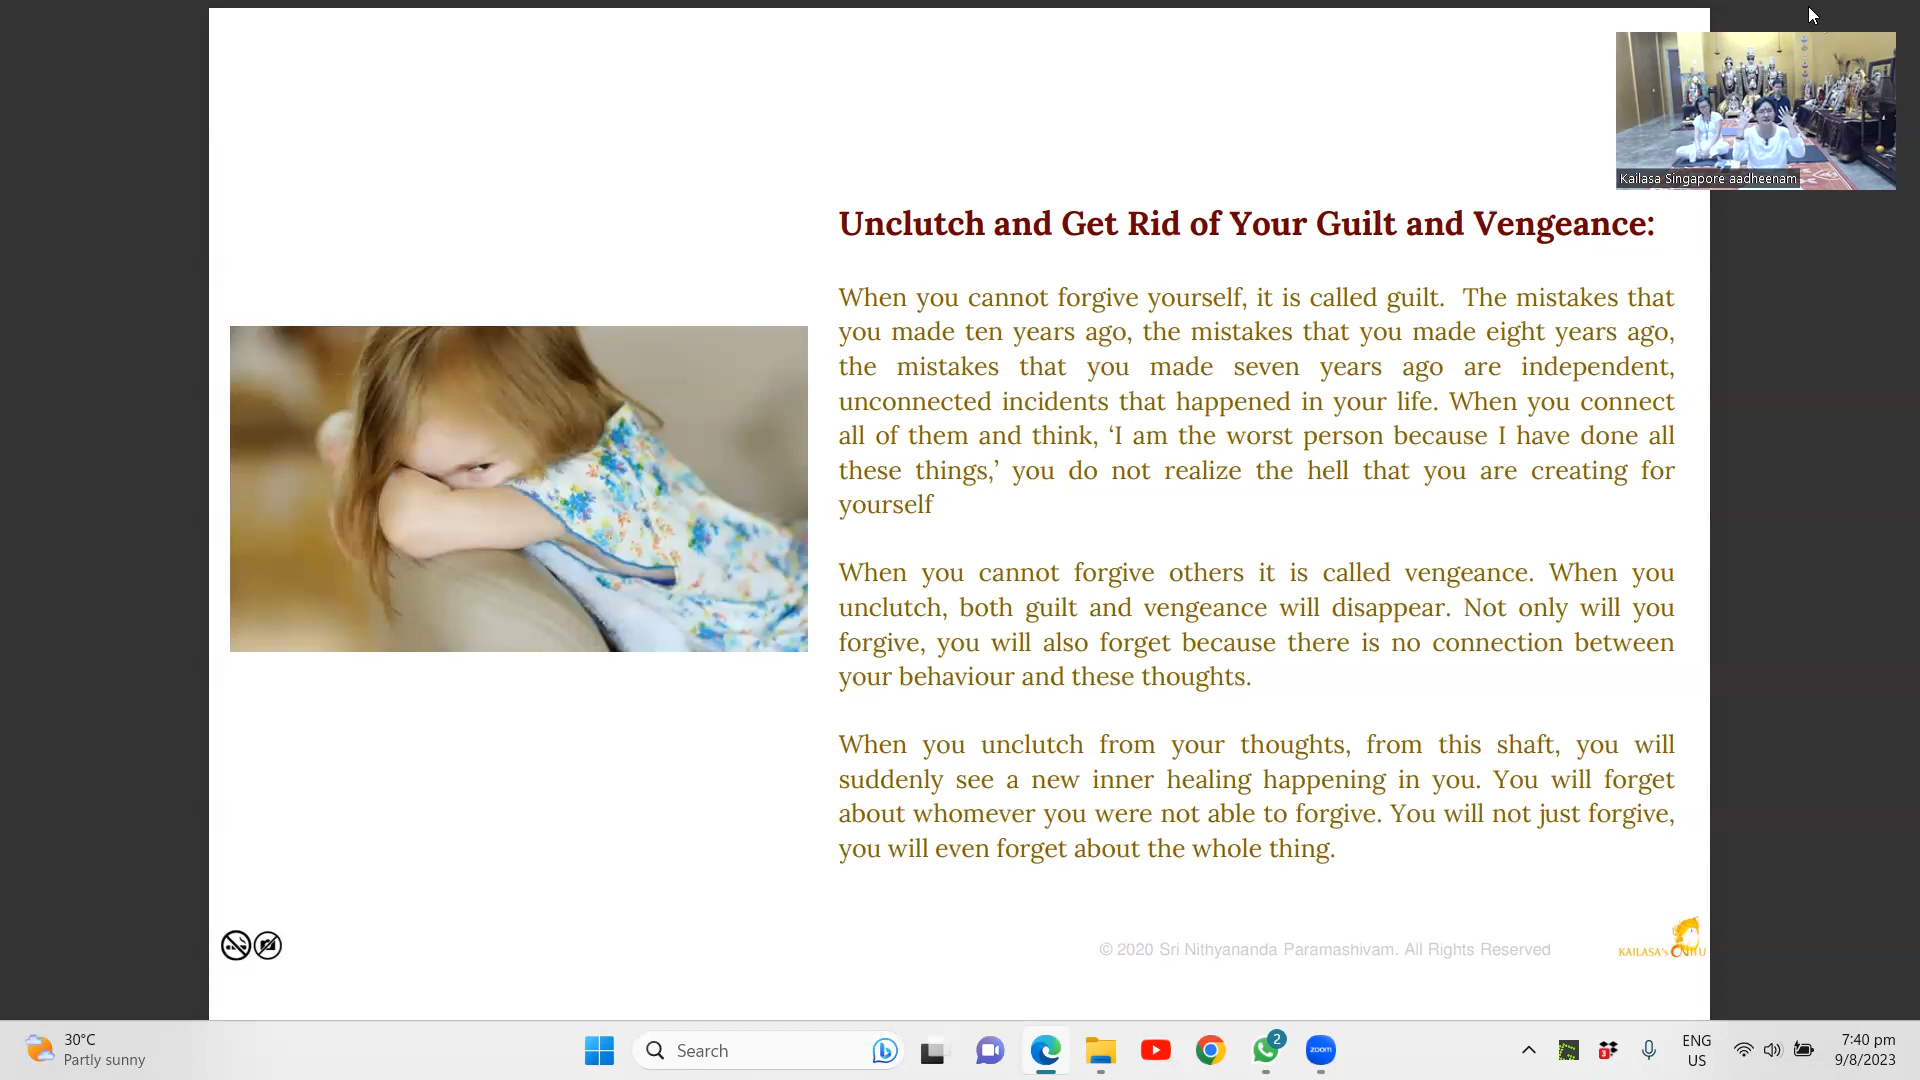 Kailasa Singapore aadheenam
Unclutch and Get Rid of Your Guilt and Vengeance:
When you cannot forgive yourself, it is called guilt. The mistakes that
you made ten years ago, the mistakes that you made eight years ago,
the mistakes that you made seven years ago are independent,
unconnected incidents that happened in your life. When you connect
all of them and think, ‘I am the worst person because I have done all
these things,’ you do not realize the hell that you are creating for
yourself
When you cannot forgive others it is called vengeance. When you
unclutch, both guilt and vengeance will disappear. Not only will you
forgive, you will also forget because there is no connection between
your behaviour and these thoughts.
When you unclutch from your thoughts, from this shaft, you will
suddenly see a new inner healing happening in you. You will forget
about whomever you were not able to forgive. You will not just forgive,
you will even forget about the whole thing.
© 2020 Sri Nithyananda Paramashivam. All Rights Reserved
KAILASA's
30°C
Partly sunny
Search
2
zoom
3
ENG
US
7:40 pm
9/8/2023